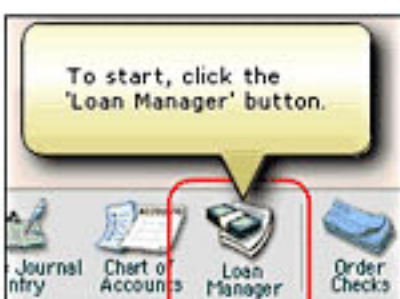 To start, click the
'Loan Manager' button.
Journal
ntry
Chart of
Accounts
Loan
Manager
Order
Checks